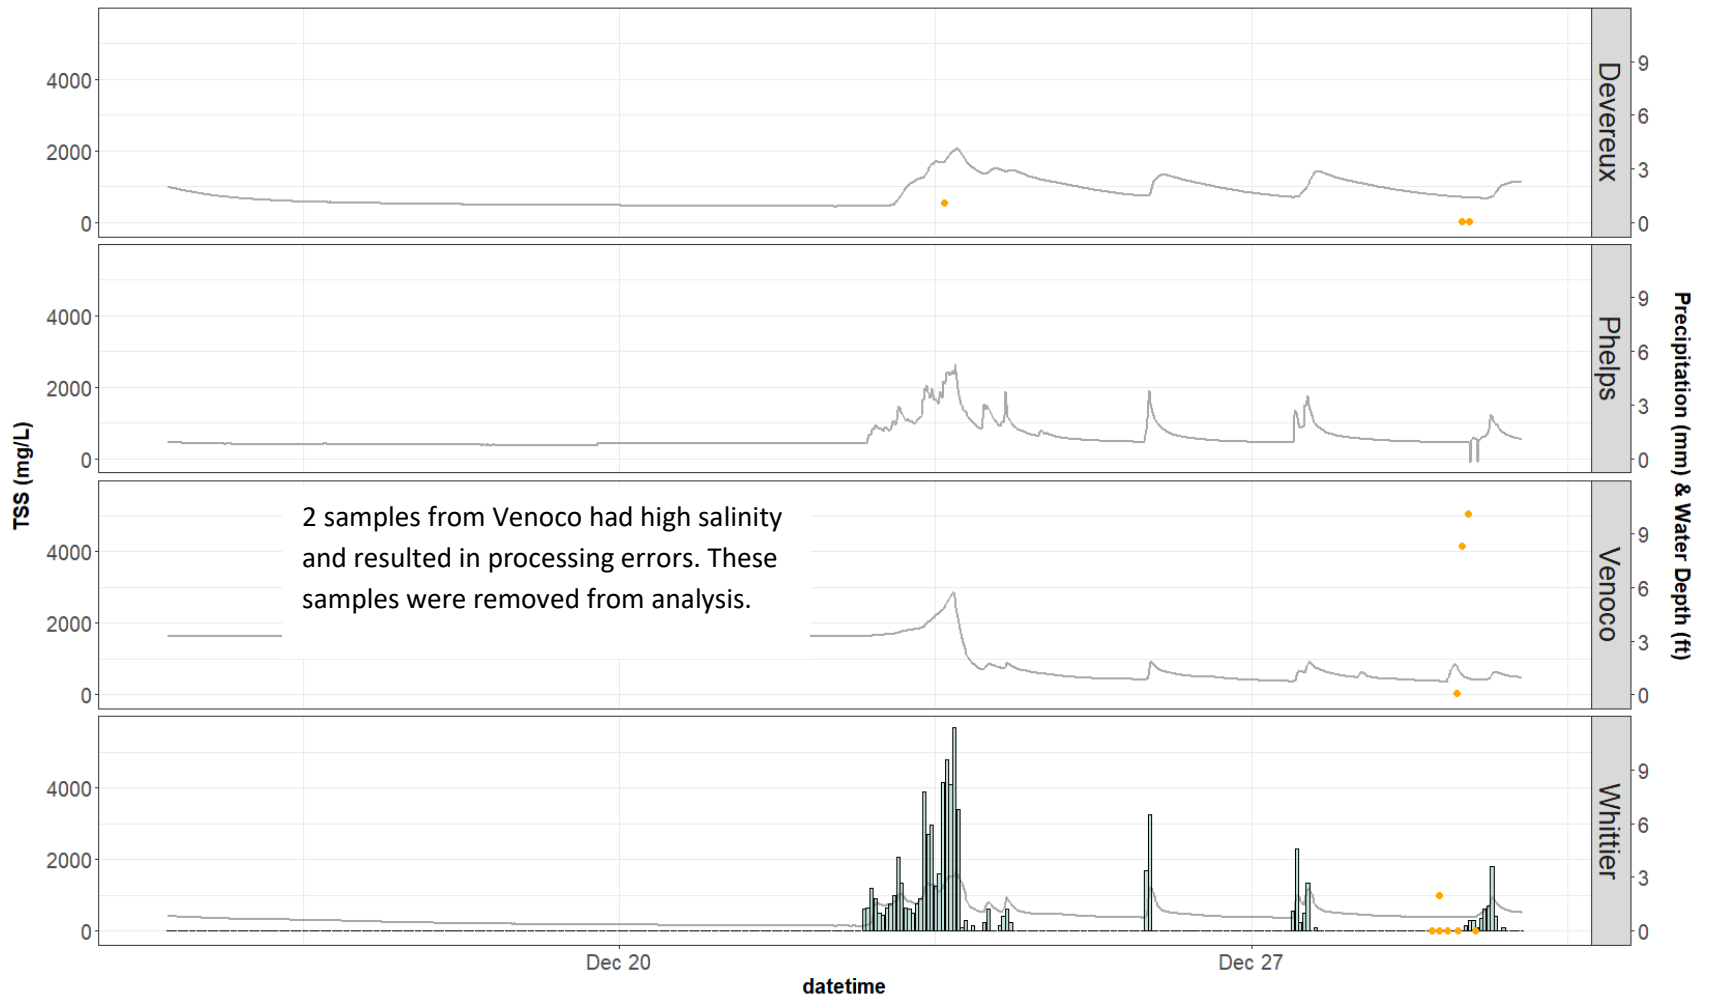 4000
2000
0
9
6
3
0
Devereux
4000
2000
0
9
6
3
0
Phelps
2 samples from Venoco had high salinity
and resulted in processing errors. These
samples were removed from analysis.
4000
2000
0
9
6
3
0
Venoco
4000
2000
0
9
6
3
0
Whittier
TSS (mg/L)
Precipitation (mm) & Water Depth (ft)
Dec 20
Dec 27
datetime